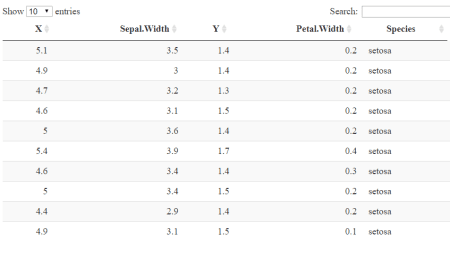 Show 10 entries Search:
X Sepal.Width Y Petal.Width Species
5.1 3.5 1.4 0.2 setosa
4.9 3 1.4 0.2 setosa
4.7 3.2 1.3 0.2 setosa
4.6 3.1 1.5 0.2 setosa
5 3.6 1.4 0.2 setosa
5.4 3.9 1.7 0.4 setosa
4.6 3.4 1.4 0.3 setosa
5 3.4 1.5 0.2 setosa
4.4 2.9 1.4 0.2 setosa
4.9 3.1 1.5 0.1 setosa